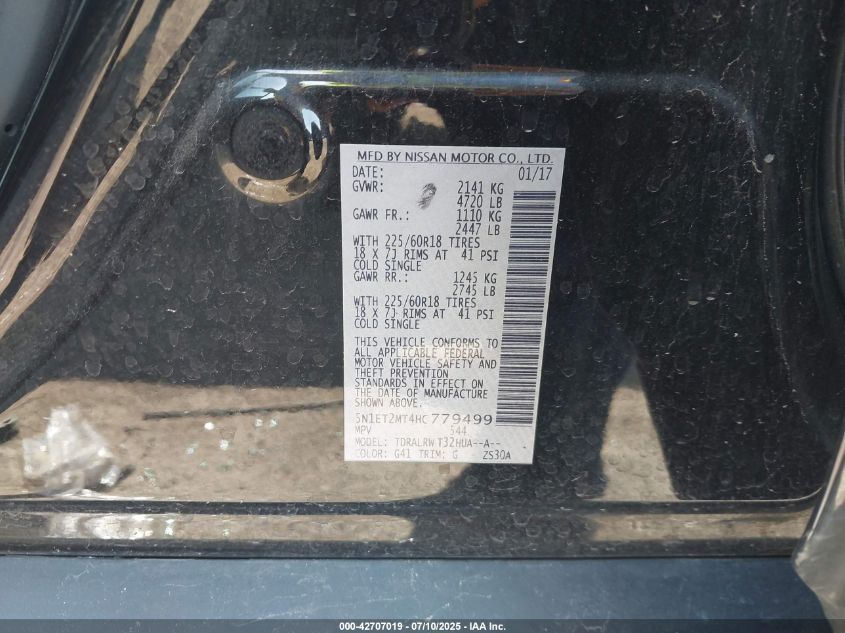 MFD BY NISSAN MOTOR CO., LTD.
DATE: 01/17
GVWR: 2141 KG
4720 LB
GAWR FR.: 1110 KG
2447 LB
WITH 225/60R18 TIRES
18 X 7J RIMS AT 41 PSI
COLD SINGLE
GAWR RR.: 1245 KG
2745 LB
WITH 225/60R18 TIRES
18 X 7J RIMS AT 41 PSI
COLD SINGLE
THIS VEHICLE CONFORMS TO
ALL APPLICABLE FEDERAL
MOTOR VEHICLE SAFETY AND
THEFT PREVENTION
STANDARDS IN EFFECT ON
THE DATE OF MANUFACTURE
SHOWN ABOVE.
5N1ET2MT4HC779499
MPV 544
MODEL: TDRALRW T32HUA--A--
COLOR: G41 TRIM: G ZS30A
000-42707019 - 07/10/2025 - IAA Inc.